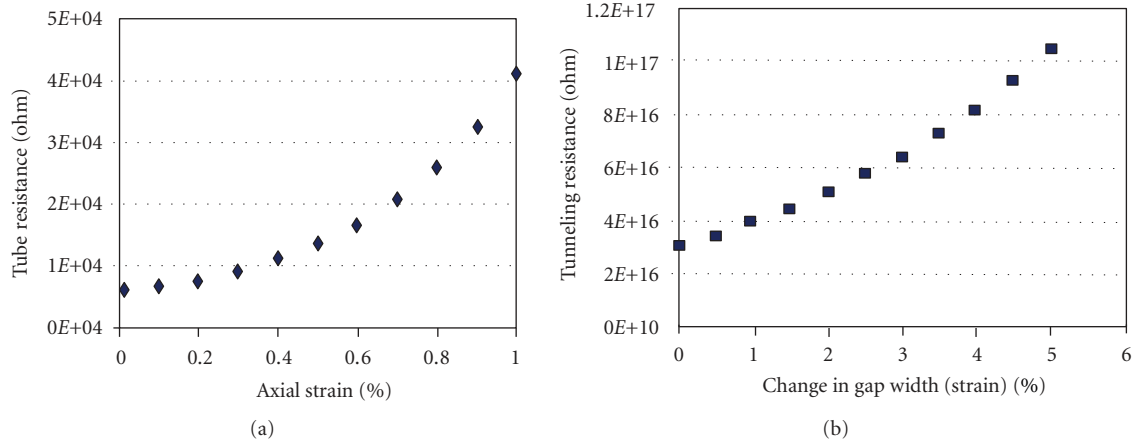 5E+04
4E+04
3E+04
2E+04
1E+04
0E+04
Tube resistance (ohm)
0 0.2 0.4 0.6 0.8 1
Axial strain (%)
(a)
1.2E+17
1E+17
8E+16
6E+16
4E+16
2E+16
0E+10
Tunneling resistance (ohm)
0 1 2 3 4 5 6
Change in gap width (strain) (%)
(b)